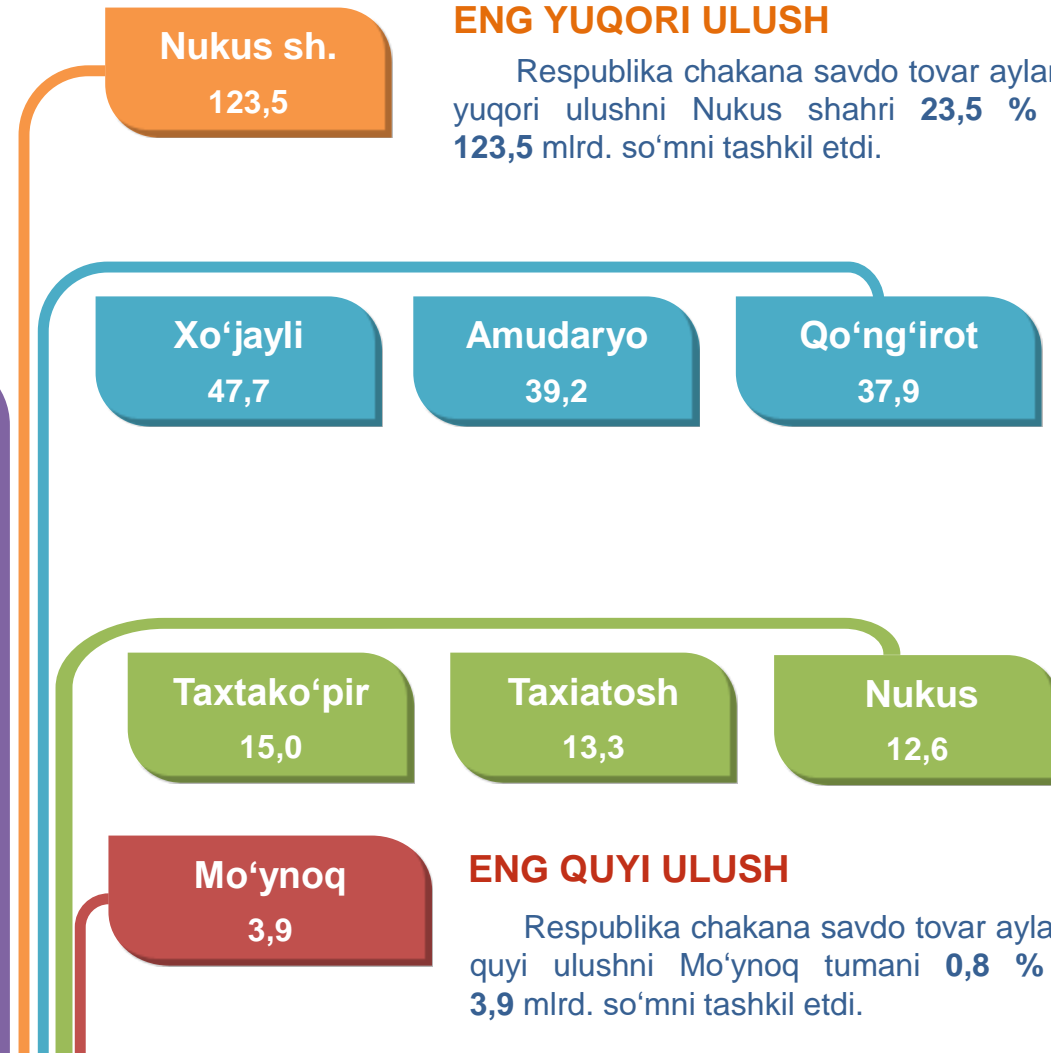 Nukus sh.
123,5
ENG YUQORI ULUSH
Respublika chakana savdo tovar
yuqori ulushni Nukus shahri 23,5 %
123,5 mlrd. so‘mni tashkil etdi.
Xo‘jayli
47,7
Amudaryo
39,2
Qo‘ng‘irot
37,9
Taxtako‘pir
15,0
Taxiatosh
13,3
Nukus
12,6
Mo‘ynoq
3,9
ENG QUYI ULUSH
Respublika chakana savdo tovar
quyi ulushni Mo‘ynoq tumani 0,8 %
3,9 mlrd. so‘mni tashkil etdi.